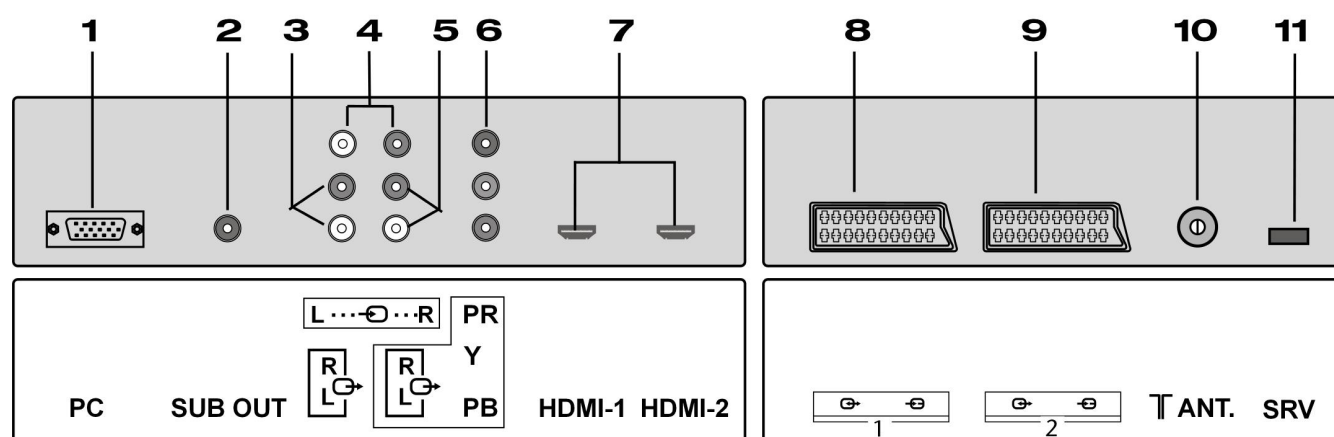 1 2 3 4 5 6 7 8 9 10 11
L R PR
R R Y
PC SUB OUT L L PB HDMI-1 HDMI-2 ANT. SRV
1 2